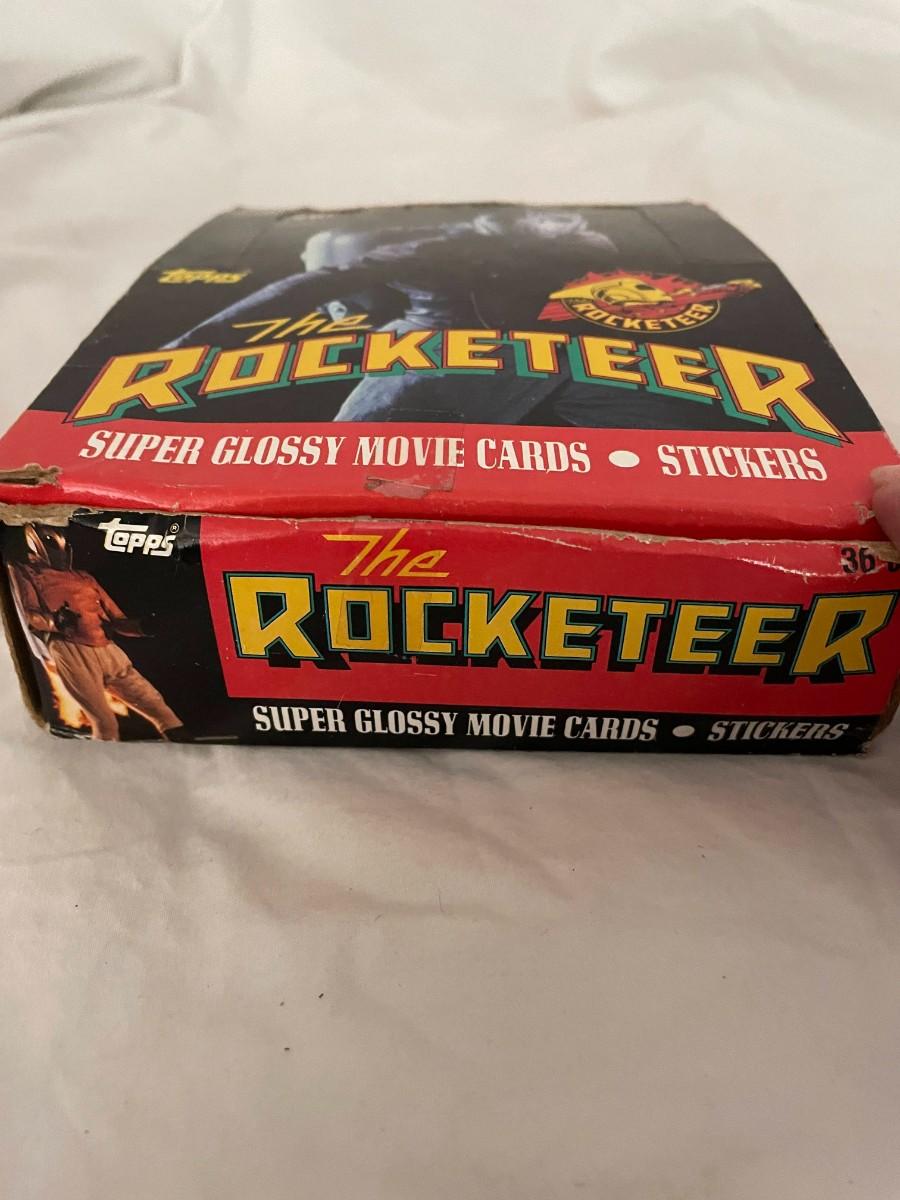 topps
The
ROCKETEER
ROCKETEER
SUPER GLOSSY MOVIE CARDS • STICKERS
topps®
The
36
ROCKETEER
SUPER GLOSSY MOVIE CARDS • STICKERS